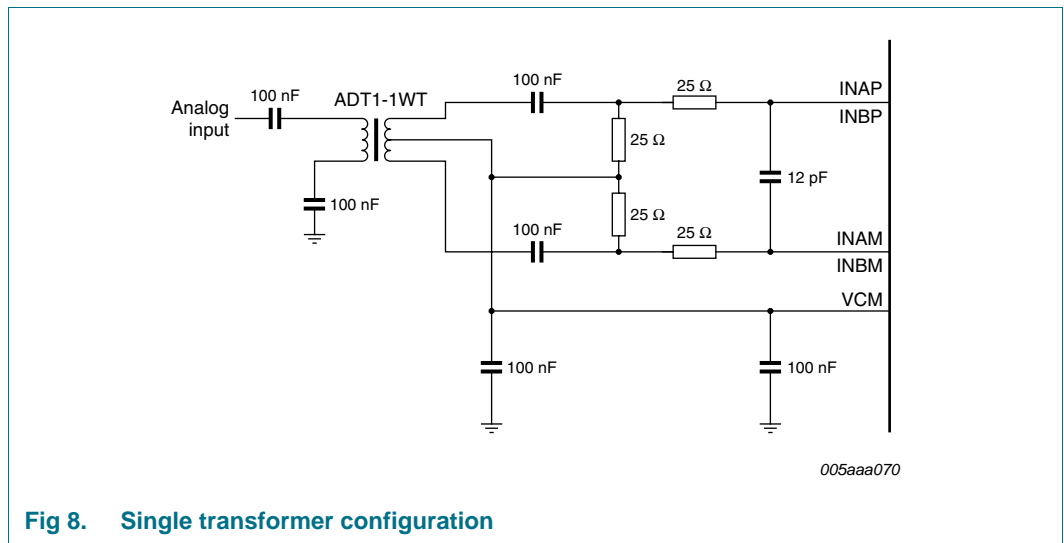 100 nF
ADT1-1WT
100 nF
25 Ω
INAP
Analog
input
INBP
25 Ω
12 pF
100 nF
25 Ω
100 nF
25 Ω
INAM
INBM
VCM
100 nF
100 nF
005aaa070
Fig 8. Single transformer configuration